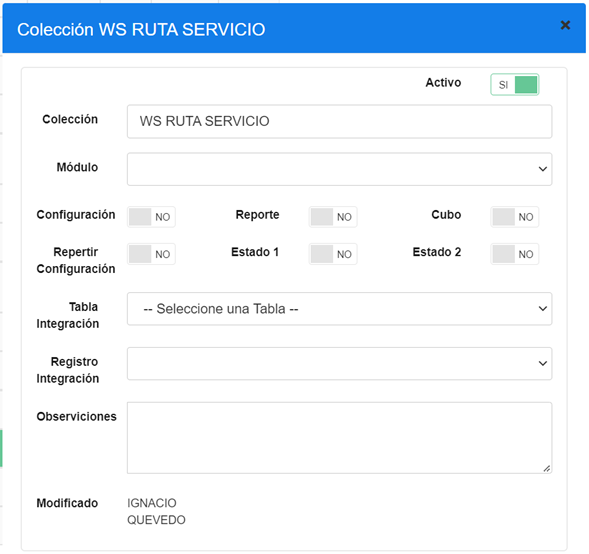 Colección WS RUTA SERVICIO ×
Activo SI
Colección WS RUTA SERVICIO
Módulo
Configuración NO Reporte NO Cubo NO
Repertir NO Estado 1 NO Estado 2 NO
Configuración
Tabla -- Seleccione una Tabla --
Integración
Registro
Integración
Observiciones
Modificado IGNACIO
QUEVEDO